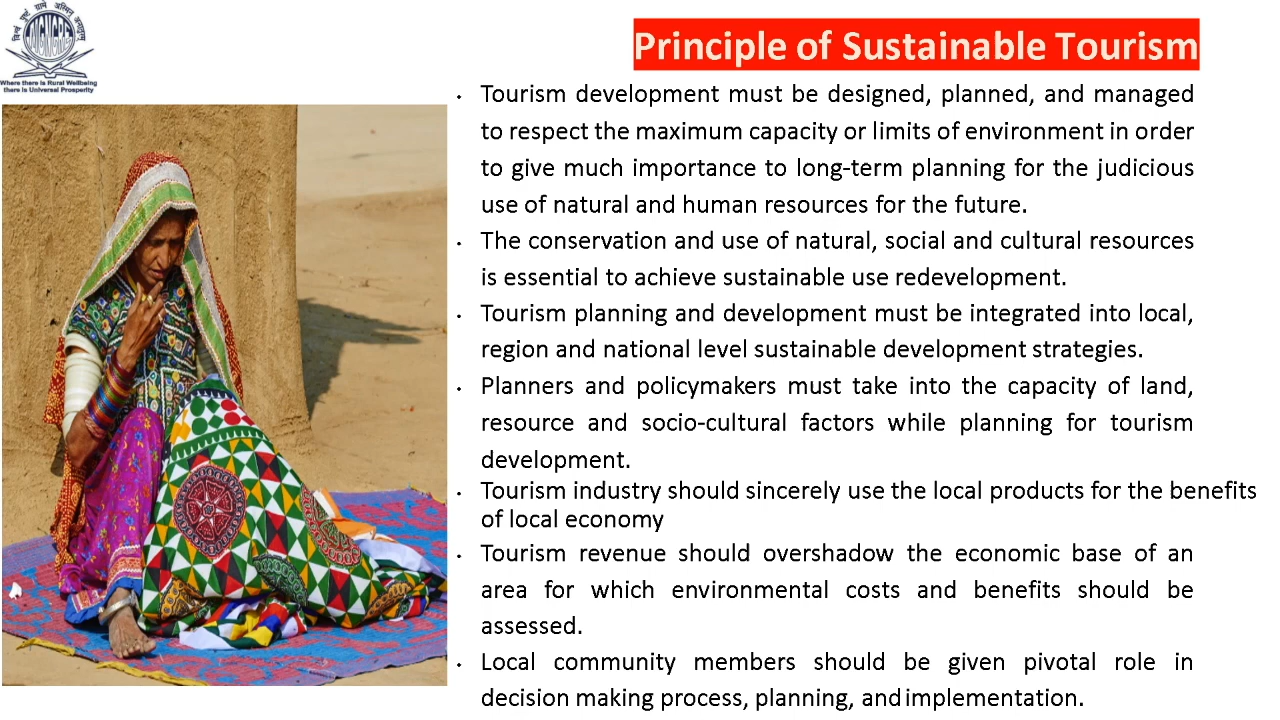 विश्वं पुष्टं ग्रामे अस्मिन् अनातुरम्
MGNCRE
Where there is Rural Wellbeing
there is Universal Prosperity
Principle of Sustainable Tourism
• Tourism development must be designed, planned, and managed
to respect the maximum capacity or limits of environment in order
to give much importance to long-term planning for the judicious
use of natural and human resources for the future.
• The conservation and use of natural, social and cultural resources
is essential to achieve sustainable use redevelopment.
• Tourism planning and development must be integrated into local,
region and national level sustainable development strategies.
• Planners and policymakers must take into the capacity of land,
resource and socio-cultural factors while planning for tourism
development.
• Tourism industry should sincerely use the local products for the benefits
of local economy
• Tourism revenue should overshadow the economic base of an
area for which environmental costs and benefits should be
assessed.
• Local community members should be given pivotal role in
decision making process, planning, and implementation.